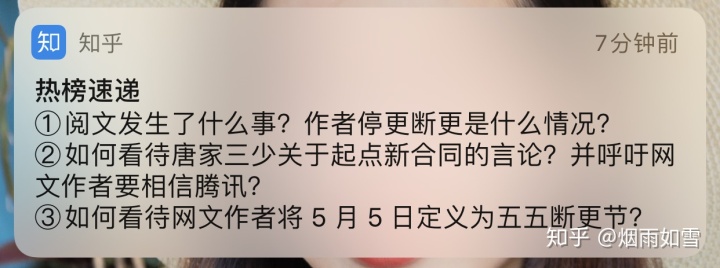 知 知乎 7分钟前
热榜速递
①阅文发生了什么事？作者停更断更是什么情况？
②如何看待唐家三少关于起点新合同的言论？并呼吁网
文作者要相信腾讯？
③如何看待网文作者将 5 月 5 日定义为五五断更节？
知乎 @烟雨如雪